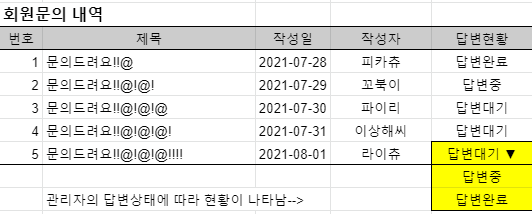 회원문의 내역
번호 제목 작성일 작성자 답변현황
1 문의드려요!!@ 2021-07-28 피카츄 답변완료
2 문의드려요!!@!@! 2021-07-29 꼬북이 답변중
3 문의드려요!!@!@!@ 2021-07-30 파이리 답변대기
4 문의드려요!!@!@!@! 2021-07-31 이상해씨 답변대기
5 문의드려요!!@!@!@!!!! 2021-08-01 라이츄 답변대기 ▼
답변중
관리자의 답변상태에 따라 현황이 나타남--> 답변완료